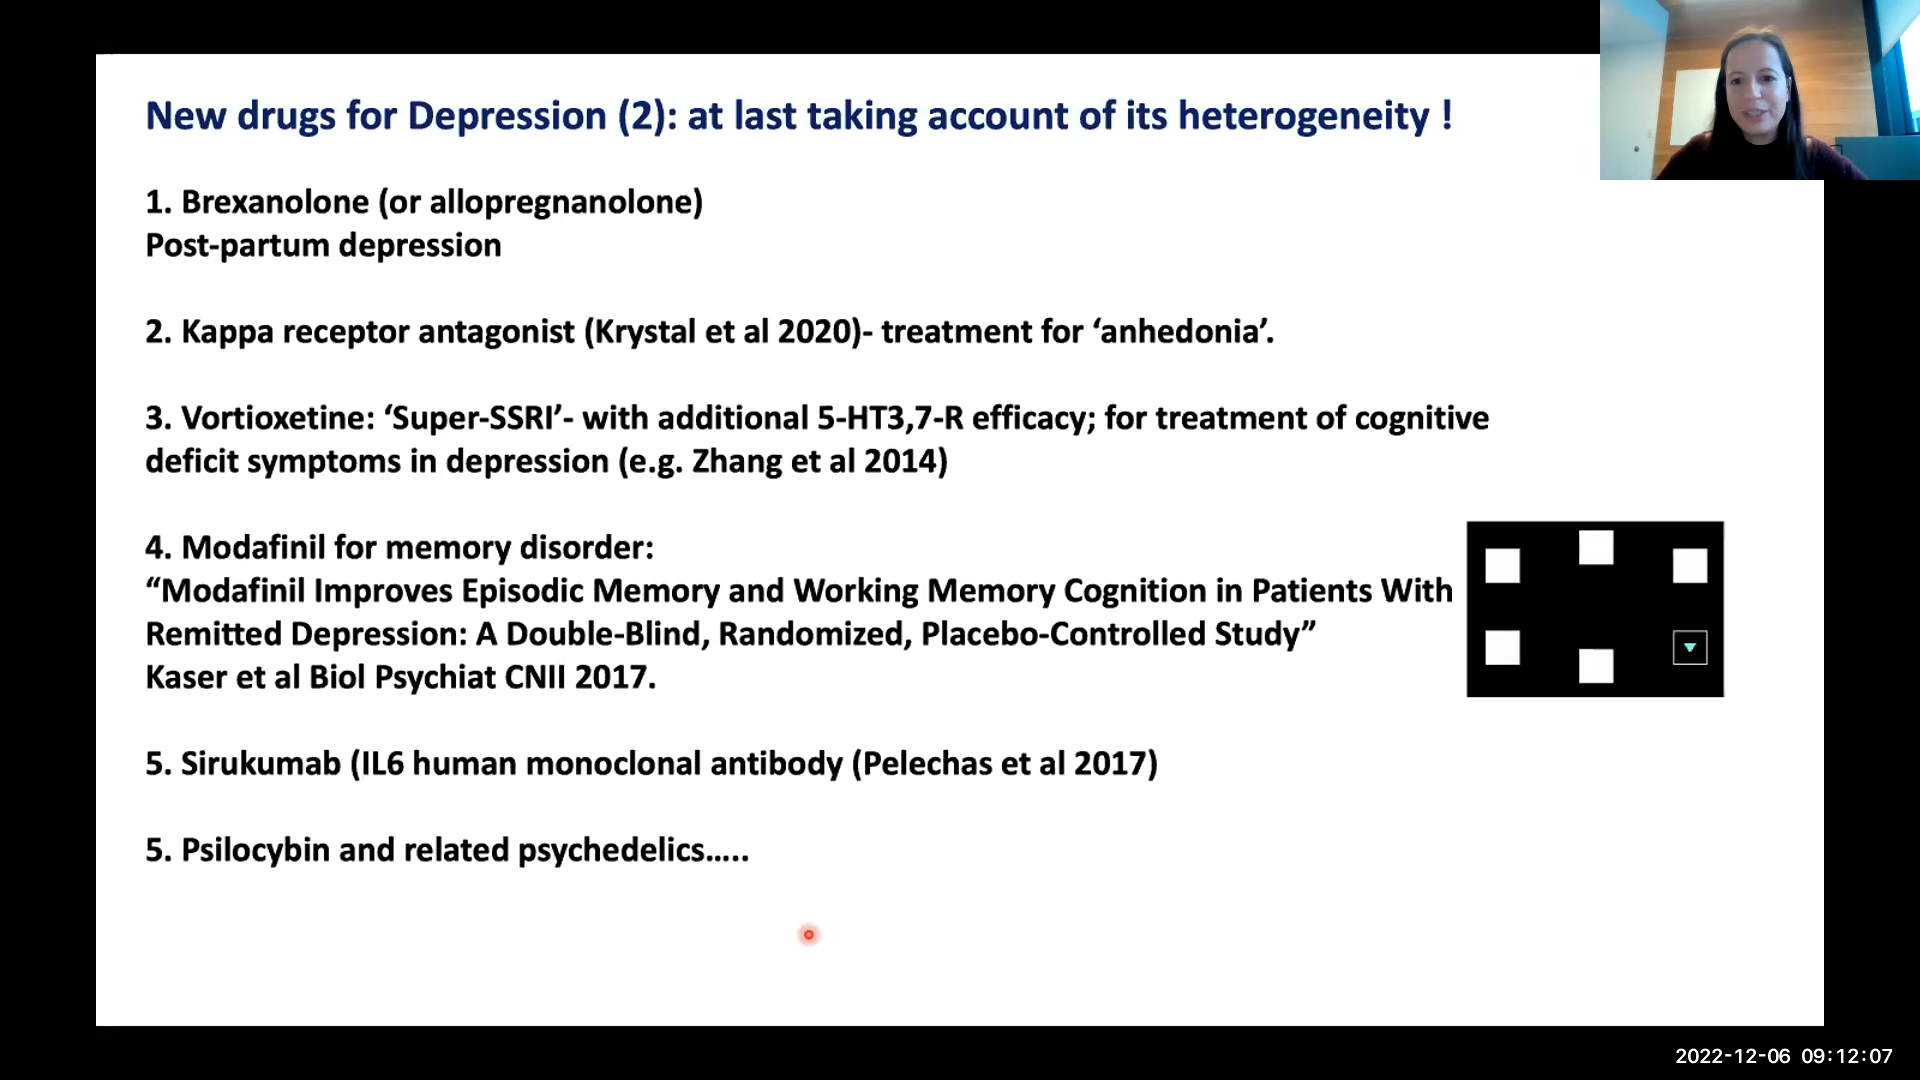 New drugs for Depression (2): at last taking account of its heterogeneity !
1. Brexanolone (or allopregnanolone)
Post-partum depression
2. Kappa receptor antagonist (Krystal et al 2020)- treatment for ‘anhedonia’.
3. Vortioxetine: ‘Super-SSRI’- with additional 5-HT3,7-R efficacy; for treatment of cognitive
deficit symptoms in depression (e.g. Zhang et al 2014)
4. Modafinil for memory disorder:
“Modafinil Improves Episodic Memory and Working Memory Cognition in Patients With
Remitted Depression: A Double-Blind, Randomized, Placebo-Controlled Study”
Kaser et al Biol Psychiat CNII 2017.
5. Sirukumab (IL6 human monoclonal antibody (Pelechas et al 2017)
5. Psilocybin and related psychedelics.....
2022-12-06 09:12:07